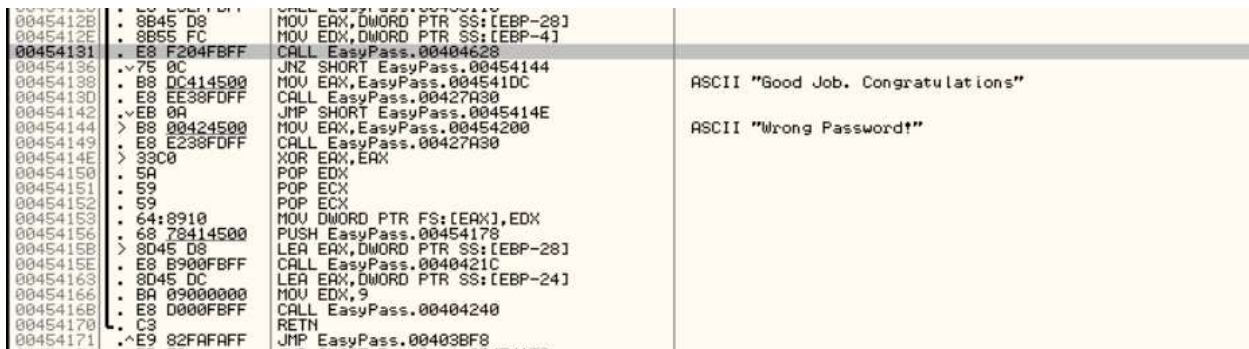 0045412B . 8B45 D8 MOV EAX,DWORD PTR SS:[EBP-28]
0045412E . 8B55 FC MOV EDX,DWORD PTR SS:[EBP-4]
00454131 . E8 F204FBFF CALL EasyPass.00404628
00454136 .v75 0C JNZ SHORT EasyPass.00454144
00454138 . B8 DC414500 MOV EAX,EasyPass.004541DC ASCII "Good Job. Congratulations"
0045413D . E8 EE38FDFF CALL EasyPass.00427A30
00454142 .vEB 0A JMP SHORT EasyPass.0045414E
00454144 > B8 00424500 MOV EAX,EasyPass.00454200 ASCII "Wrong Password!"
00454149 . E8 E238FDFF CALL EasyPass.00427A30
0045414E > 33C0 XOR EAX,EAX
00454150 . 5A POP EDX
00454151 . 59 POP ECX
00454152 . 59 POP ECX
00454153 . 64:8910 MOV DWORD PTR FS:[EAX],EDX
00454156 . 68 78414500 PUSH EasyPass.00454178
0045415B > 8D45 D8 LEA EAX,DWORD PTR SS:[EBP-28]
0045415E . E8 B900FBFF CALL EasyPass.0040421C
00454163 . 8D45 DC LEA EAX,DWORD PTR SS:[EBP-24]
00454166 . BA 09000000 MOV EDX,9
0045416B . E8 D000FBFF CALL EasyPass.00404240
00454170 . C3 RETN
00454171 .^E9 82FAFAFF JMP EasyPass.00403BF8